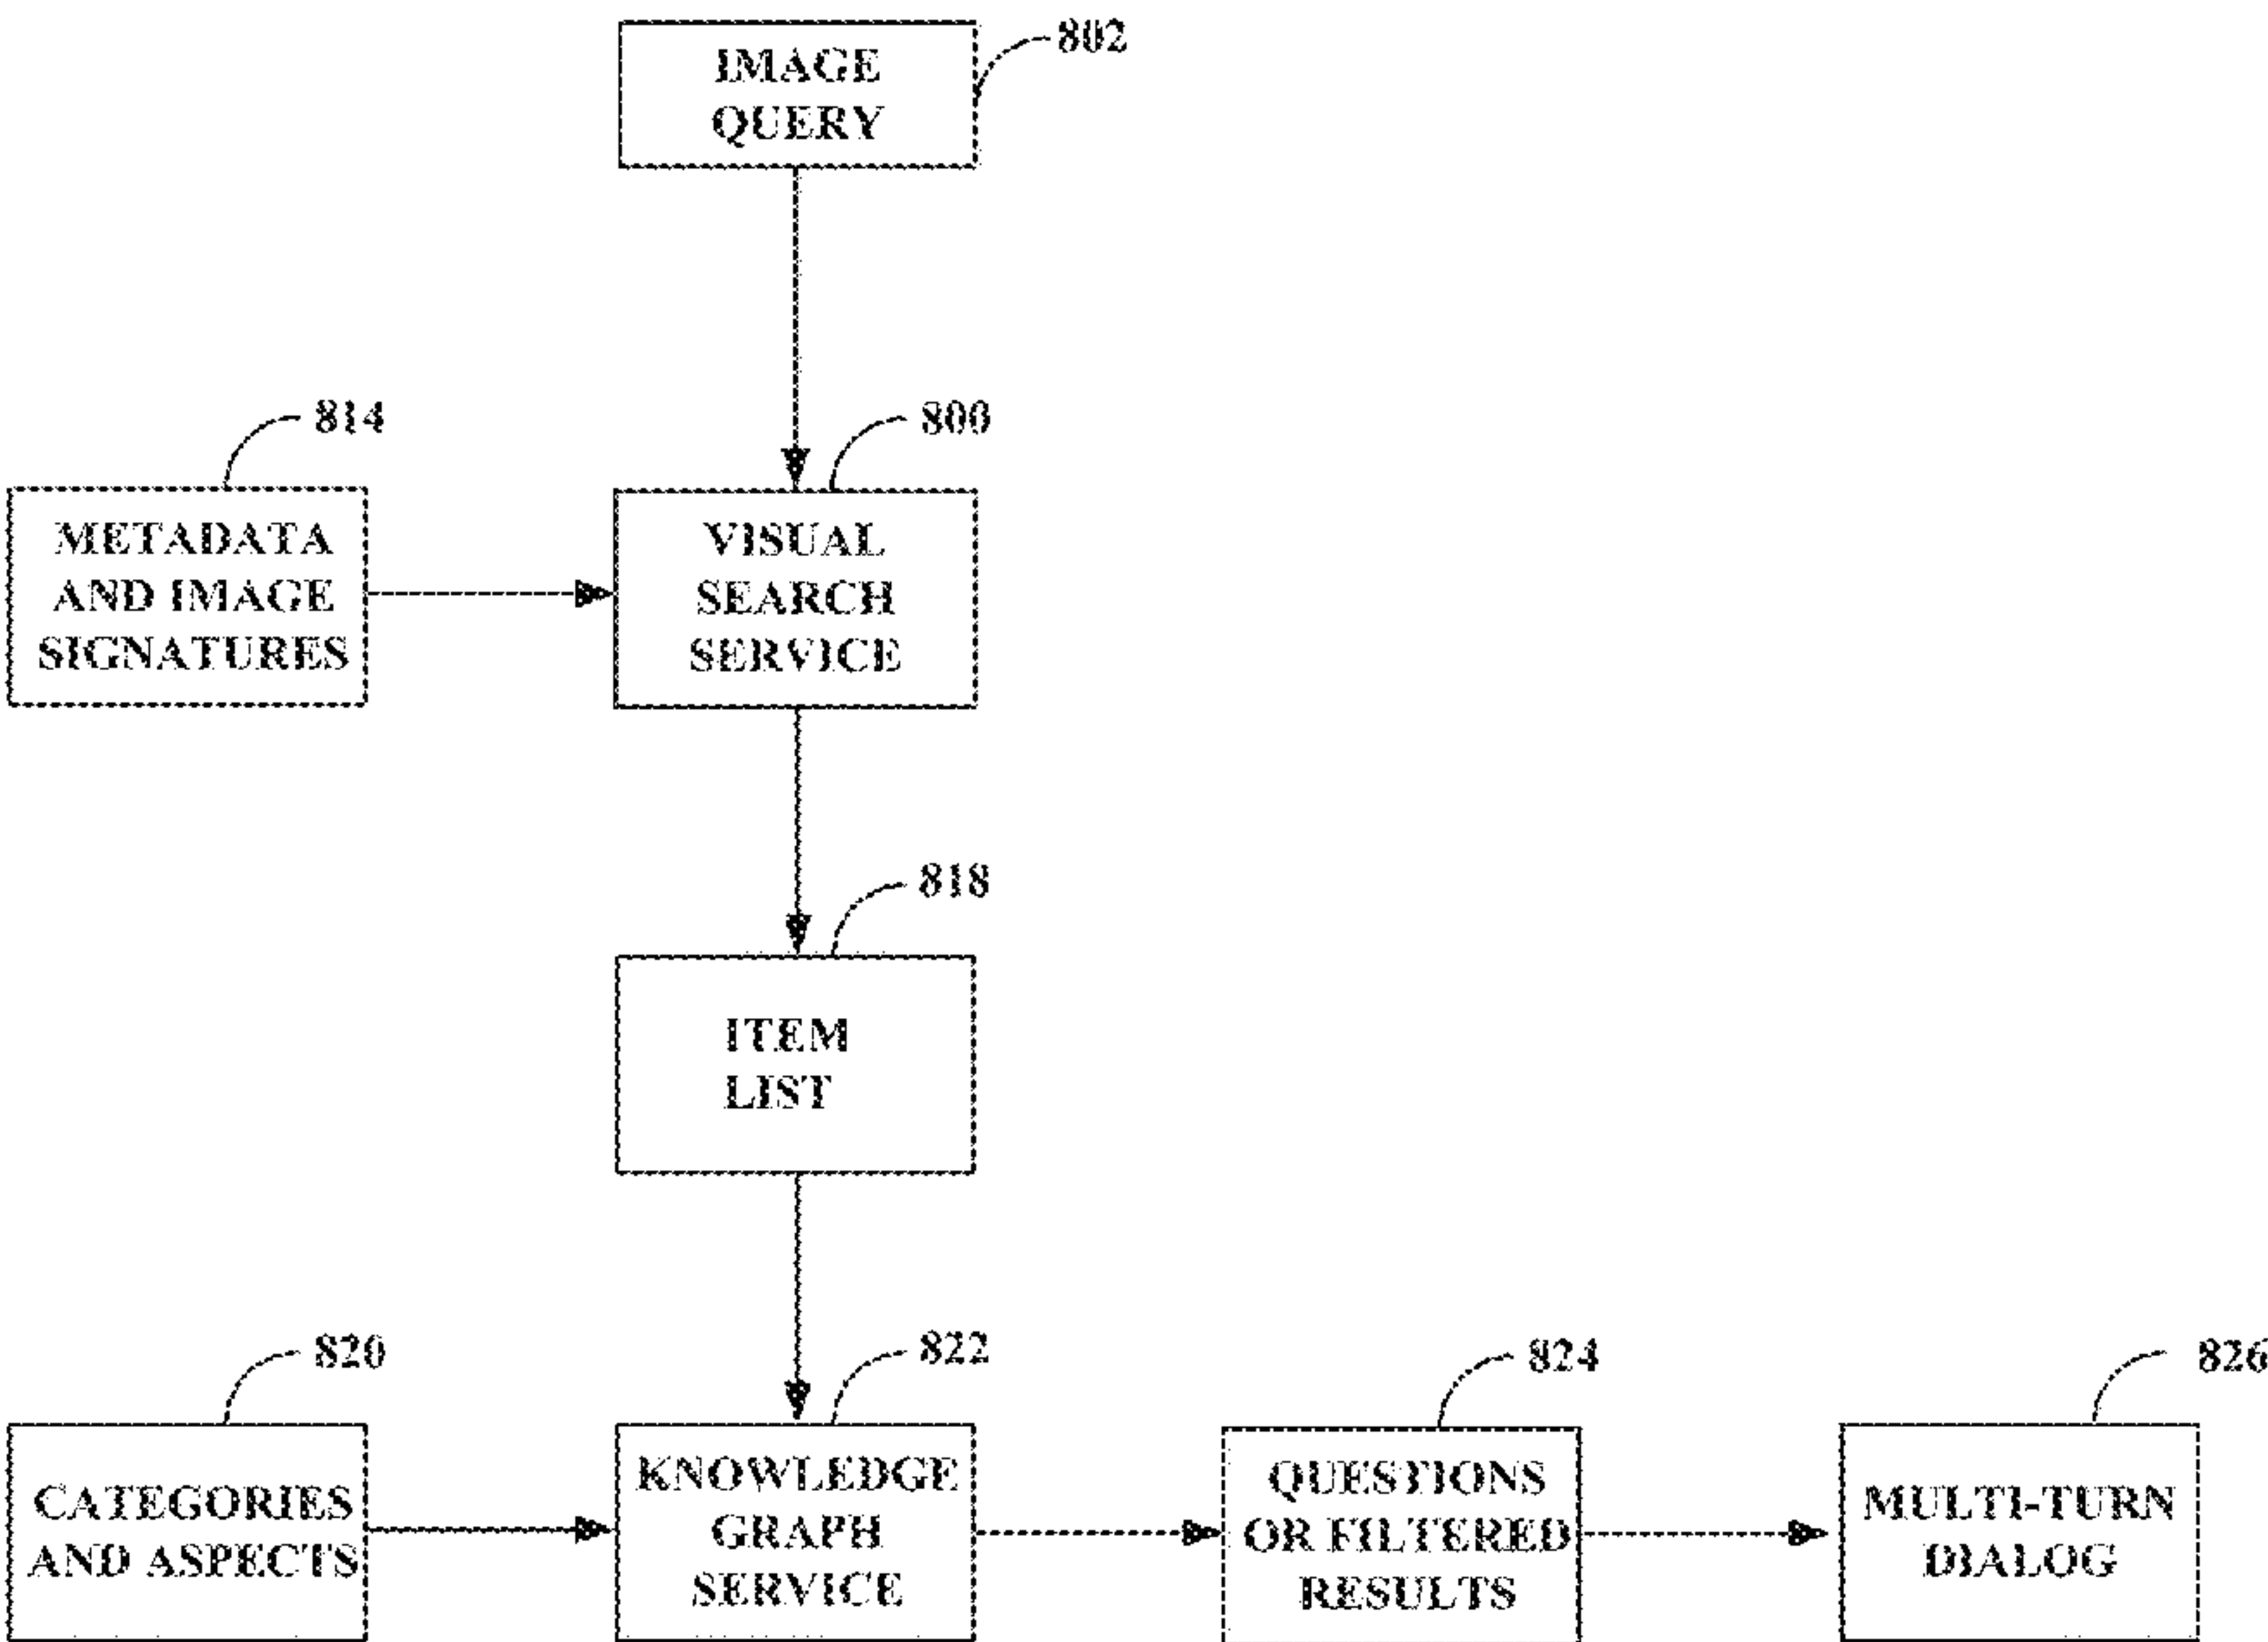 IMAGE
QUERY
802
814
800
METADATA
AND IMAGE
SIGNATURES
VISUAL
SEARCH
SERVICE
818
ITEM
LIST
820
822
824
826
CATEGORIES
AND ASPECTS
KNOWLEDGE
GRAPH
SERVICE
QUESTIONS
OR FILTERED
RESULTS
MULTI-TURN
DIALOG